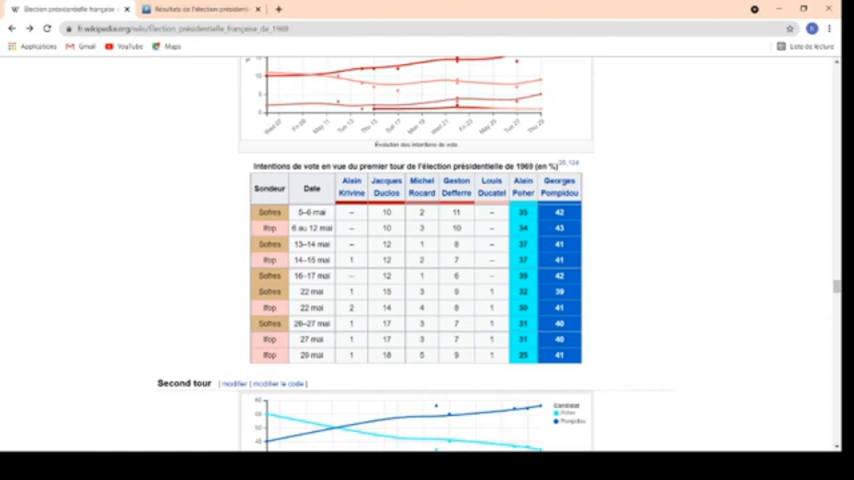 Élection présidentielle française
Résultats de l'élection présidenti
fr.wikipedia.org/wiki/Élection_présidentielle_française_de_1969
Applications Gmail YouTube Maps Liste de lecture
5
0
Évolution des intentions de vote
Intentions de vote en vue du premier tour de l'élection présidentielle de 1969 (en %)
Sondeur Date Alain Krivine Jacques Duclos Michel Rocard Gaston Defferre Louis Ducatel Alain Poher Georges Pompidou
Sofres 5–6 mai – 10 2 11 – 35 42
Ifop 6 au 12 mai – 10 3 10 – 34 43
Sofres 13–14 mai – 12 1 8 – 37 41
Ifop 14–15 mai 1 12 2 7 – 37 41
Sofres 16–17 mai – 12 1 6 – 39 42
Sofres 22 mai 1 15 3 9 1 32 39
Ifop 22 mai 2 14 4 8 1 30 41
Sofres 26–27 mai 1 17 3 7 1 31 40
Ifop 27 mai 1 17 3 7 1 31 40
Ifop 29 mai 1 18 5 9 1 25 41
Second tour [modifier | modifier le code]
60
Candidat
Poher
Pompidou